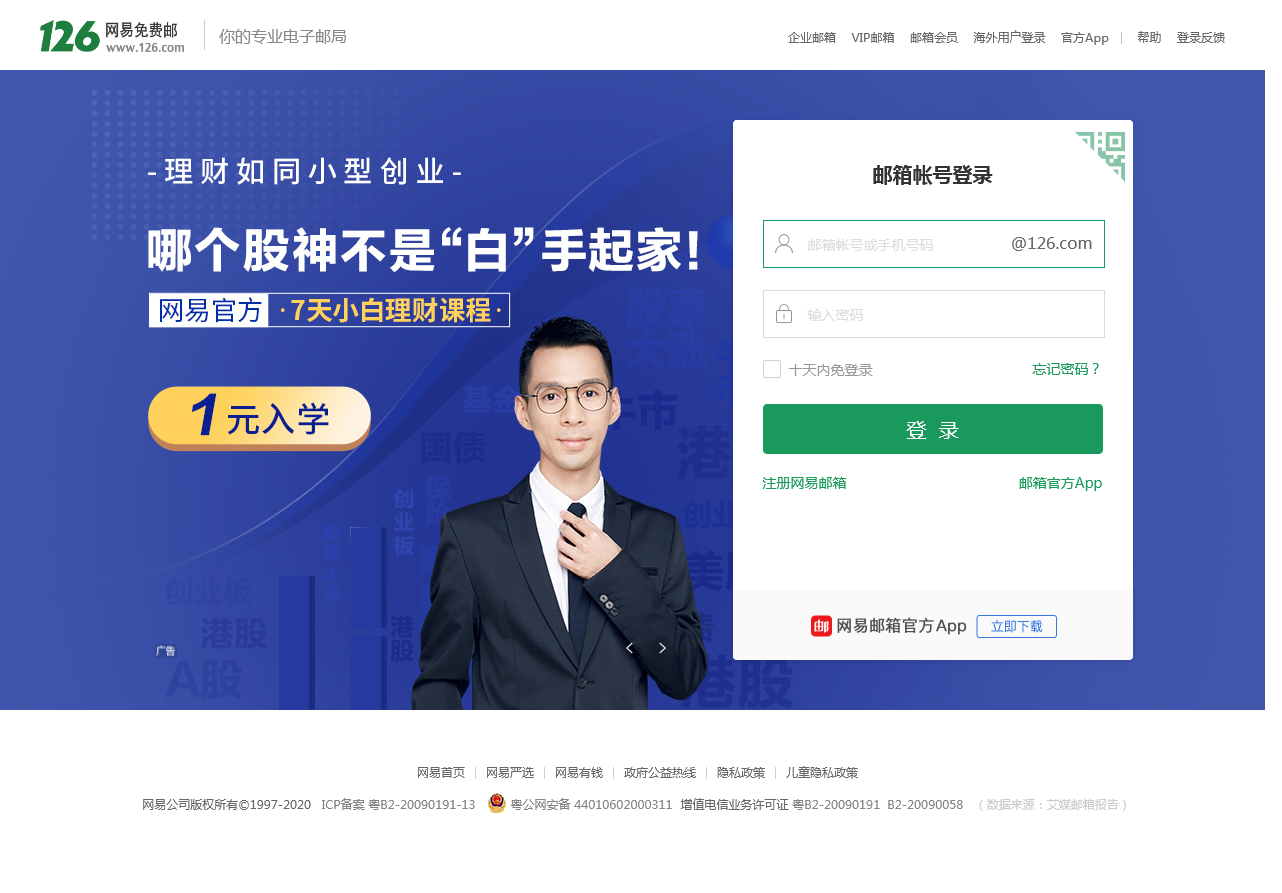 126 网易免费邮
www.126.com
你的专业电子邮局
企业邮箱 VIP邮箱 邮箱会员 海外用户登录 官方App | 帮助 登录反馈
-理财如同小型创业-
哪个股神不是“白”手起家!
网易官方 ·7天小白理财课程·
1元入学
股票
大涨
基金
牛市
国债
港
保
创业板
创业
美
创业板
港股
港股
A股
港股
广告
邮箱帐号登录
邮箱帐号或手机号码 @126.com
输入密码
十天内免登录 忘记密码？
登 录
注册网易邮箱 邮箱官方App
邮 网易邮箱官方App 立即下载
网易首页 | 网易严选 | 网易有钱 | 政府公益热线 | 隐私政策 | 儿童隐私政策
网易公司版权所有©1997-2020 ICP备案 粤B2-20090191-13 粤公网安备 44010602000311 增值电信业务许可证 粤B2-20090191 B2-20090058 （数据来源：艾媒邮箱报告）